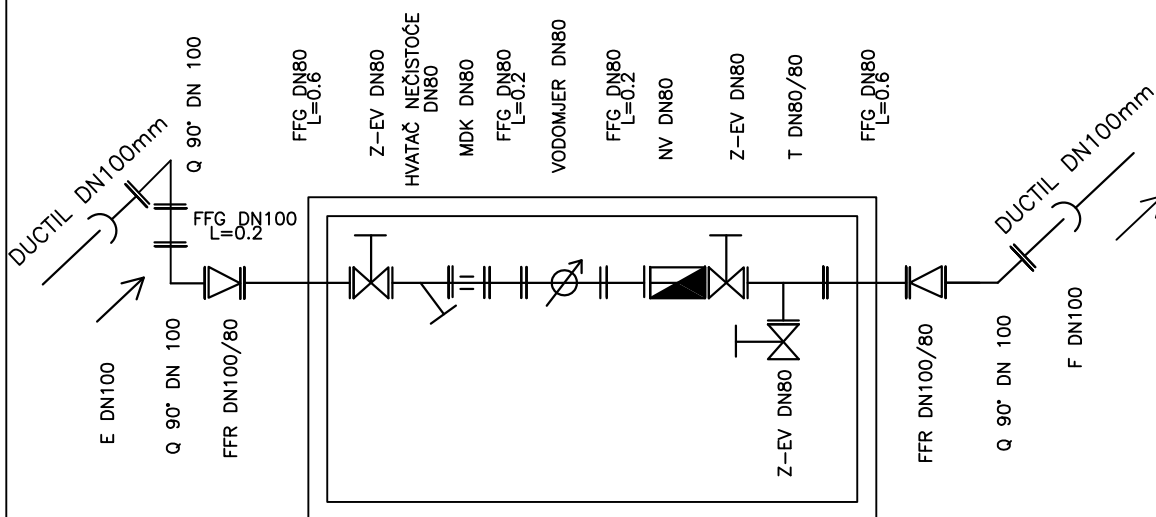 DUCTIL DN100mm
Q 90° DN 100
FFG DN80
L=0.6
Z-EV DN80
HVATAČ NEČISTOĆE
DN80
MDK DN80
FFG DN80
L=0.2
VODOMJER DN80
FFG DN80
L=0.2
NV DN80
Z-EV DN80
T DN80/80
FFG DN80
L=0.6
DUCTIL DN100mm
FFG DN100
L=0.2
E DN100
Q 90° DN 100
FFR DN100/80
Z-EV DN80
FFR DN100/80
Q 90° DN 100
F DN100